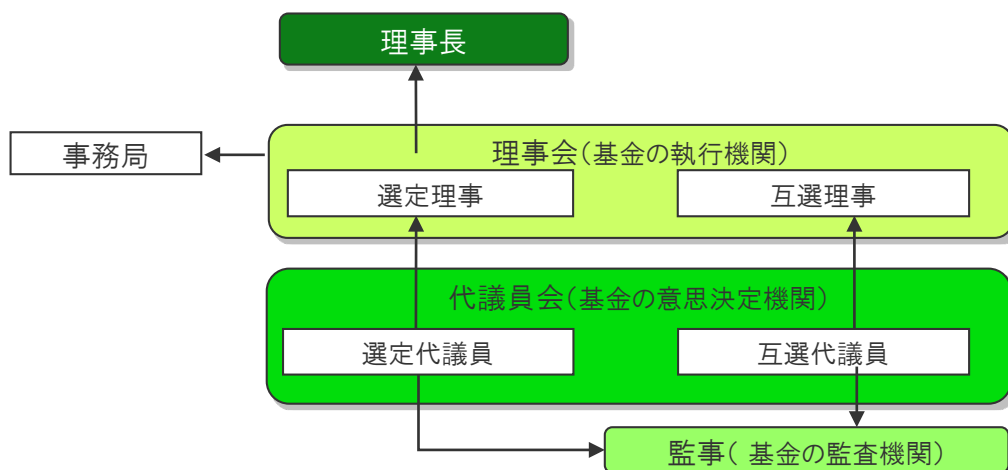 理事長
事務局
理事会(基金の執行機関)
選定理事
互選理事
代議員会(基金の意思決定機関)
選定代議員
互選代議員
監事( 基金の監査機関)